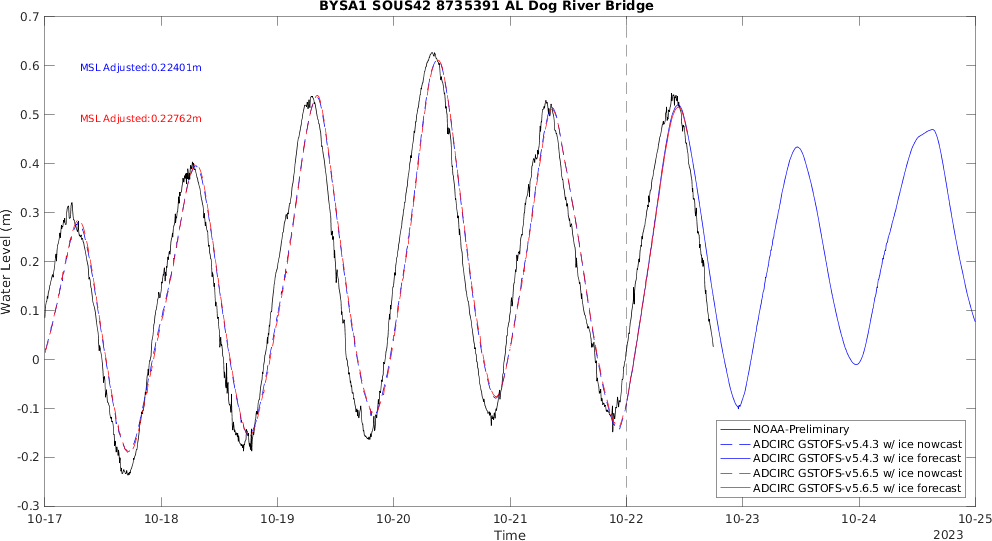 BYSA1 SOUS42 8735391 AL Dog River Bridge
0.7
0.6
0.5
0.4
0.3
0.2
0.1
0
-0.1
-0.2
-0.3
Water Level (m)
MSL Adjusted:0.22401m
MSL Adjusted:0.22762m
NOAA-Preliminary
ADCIRC GSTOFS-v5.4.3 w/ ice nowcast
ADCIRC GSTOFS-v5.4.3 w/ ice forecast
ADCIRC GSTOFS-v5.6.5 w/ ice nowcast
ADCIRC GSTOFS-v5.6.5 w/ ice forecast
10-17 10-18 10-19 10-20 10-21 10-22 10-23 10-24 10-25
Time
2023